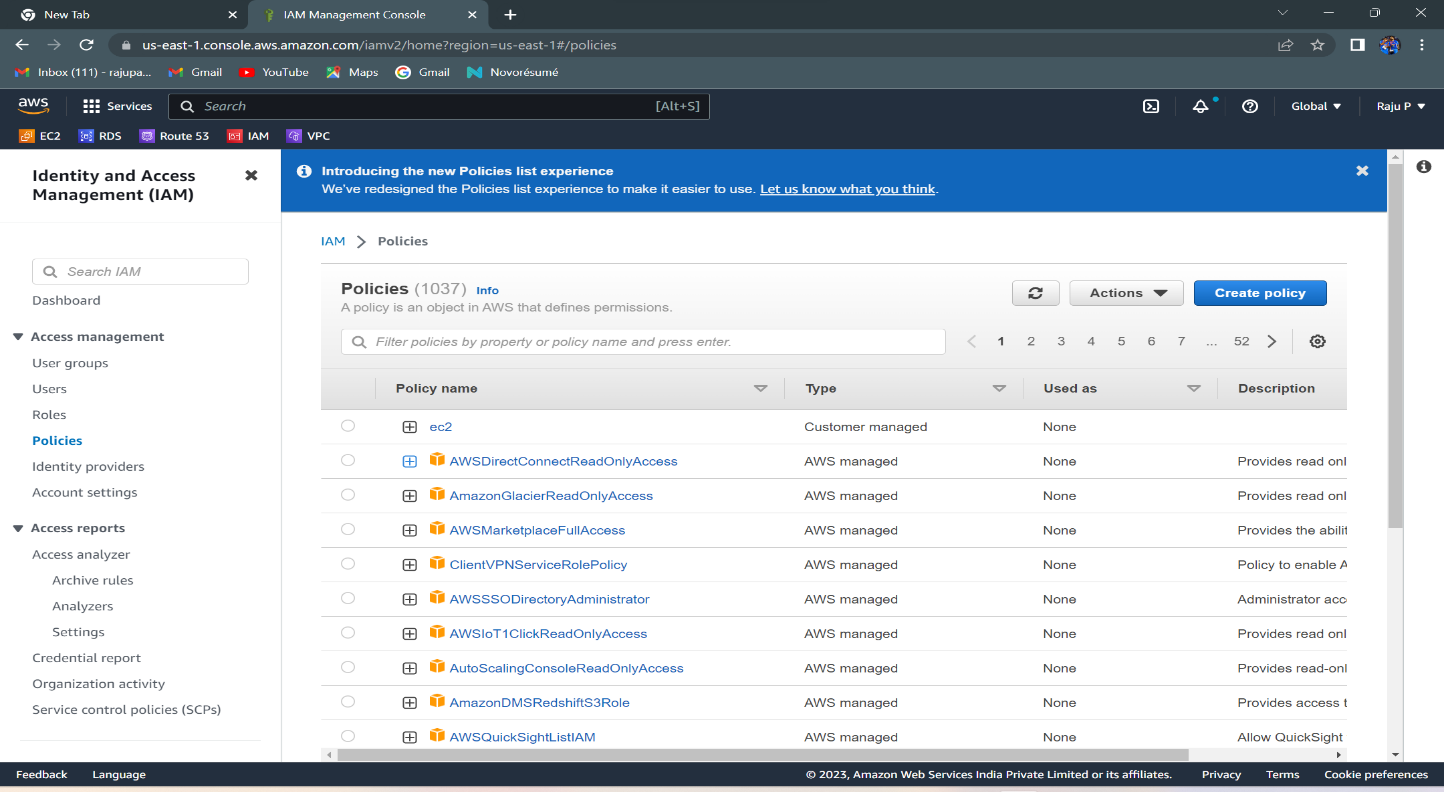 New Tab
IAM Management Console
us-east-1.console.aws.amazon.com/iamv2/home?region=us-east-1#/policies
Inbox (111) - rajupa... Gmail YouTube Maps Gmail Novorésumé
aws Services Search [Alt+S] Global Raju P
EC2 RDS Route 53 IAM VPC
Identity and Access
Management (IAM)
Search IAM
Dashboard
Access management
User groups
Users
Roles
Policies
Identity providers
Account settings
Access reports
Access analyzer
Archive rules
Analyzers
Settings
Credential report
Organization activity
Service control policies (SCPs)
Introducing the new Policies list experience
We've redesigned the Policies list experience to make it easier to use. Let us know what you think.
IAM > Policies
Policies (1037) Info
A policy is an object in AWS that defines permissions.
Actions Create policy
Filter policies by property or policy name and press enter.
1 2 3 4 5 6 7 ... 52
Policy name Type Used as Description
ec2 Customer managed None
AWSDirectConnectReadOnlyAccess AWS managed None Provides read onl
AmazonGlacierReadOnlyAccess AWS managed None Provides read onl
AWSMarketplaceFullAccess AWS managed None Provides the abilit
ClientVPNServiceRolePolicy AWS managed None Policy to enable A
AWSSSODirectoryAdministrator AWS managed None Administrator acc
AWSIoT1ClickReadOnlyAccess AWS managed None Provides read onl
AutoScalingConsoleReadOnlyAccess AWS managed None Provides read-onl
AmazonDMSRedshiftS3Role AWS managed None Provides access t
AWSQuickSightListIAM AWS managed None Allow QuickSight
Feedback Language © 2023, Amazon Web Services India Private Limited or its affiliates. Privacy Terms Cookie preferences